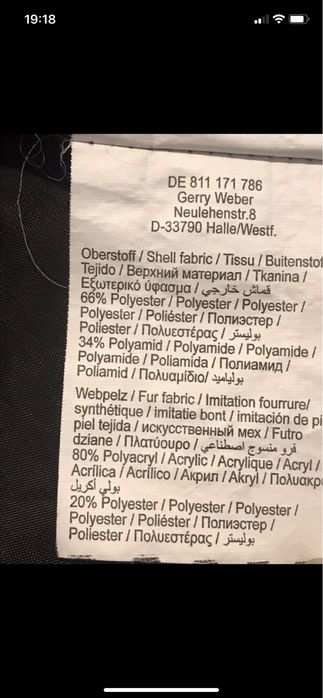 19:18
DE 811 171 786
Gerry Weber
Neulehenstr.8
D-33790 Halle/Westf.
Oberstoff / Shell fabric / Tissu / Buitenstof
Tejido / Верхний материал / Tkanina /
Εξωτερικό ύφασμα / قماش خارجي /
66% Polyester / Polyester / Polyester /
Polyester / Poliéster / Полиэстер /
Poliester / Πολυεστέρας / بوليستر
34% Polyamid / Polyamide / Polyamide /
Polyamide / Poliamida / Полиамид /
Poliamid / Πολυαμίδιο/ بولياميد
Webpelz / Fur fabric / Imitation fourrure/
synthétique / imitatie bont / imitación de pi
piel tejida / искусственный мех / Futro
dziane / Πλατύουρο / فرو منسوج اصطناعي
80% Polyacryl / Acrylic / Acrylique / Acryl /
Acrílica / Acrilico / Акрил / Akryl / Πολυακρ
بولي أكريل
20% Polyester / Polyester / Polyester /
Polyester / Poliéster / Полиэстер /
Poliester / Πολυεστέρας / بوليستر